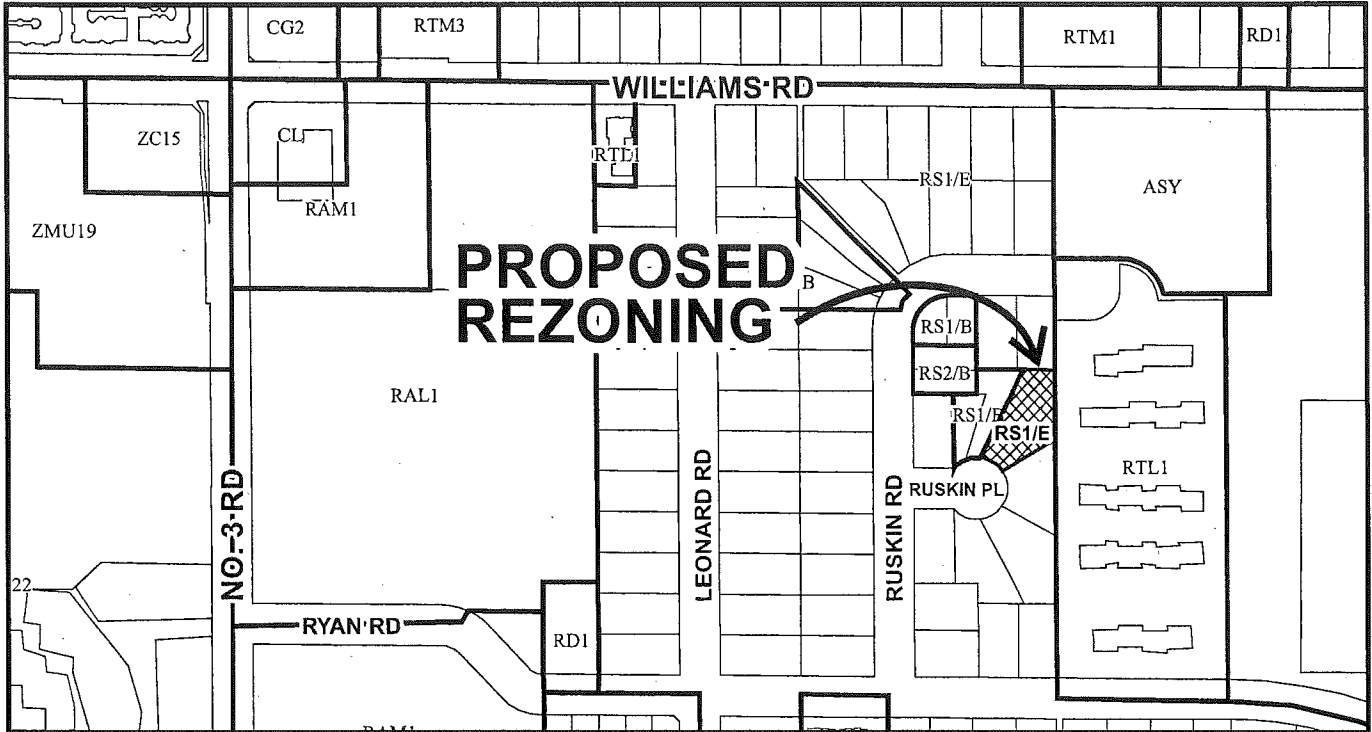 CG2
RTM3
RTM1
RD1
WILLIAMS RD
ZC15
CL
RTL1
RS1/E
ASY
RAM1
ZMU19
PROPOSED
REZONING
B
RS1/B
RS2/B
RAL1
RS1/E
RS1/E
RTL1
RUSKIN PL
NO. 3 RD
LEONARD RD
RUSKIN RD
22
RYAN RD
RD1
RAM1